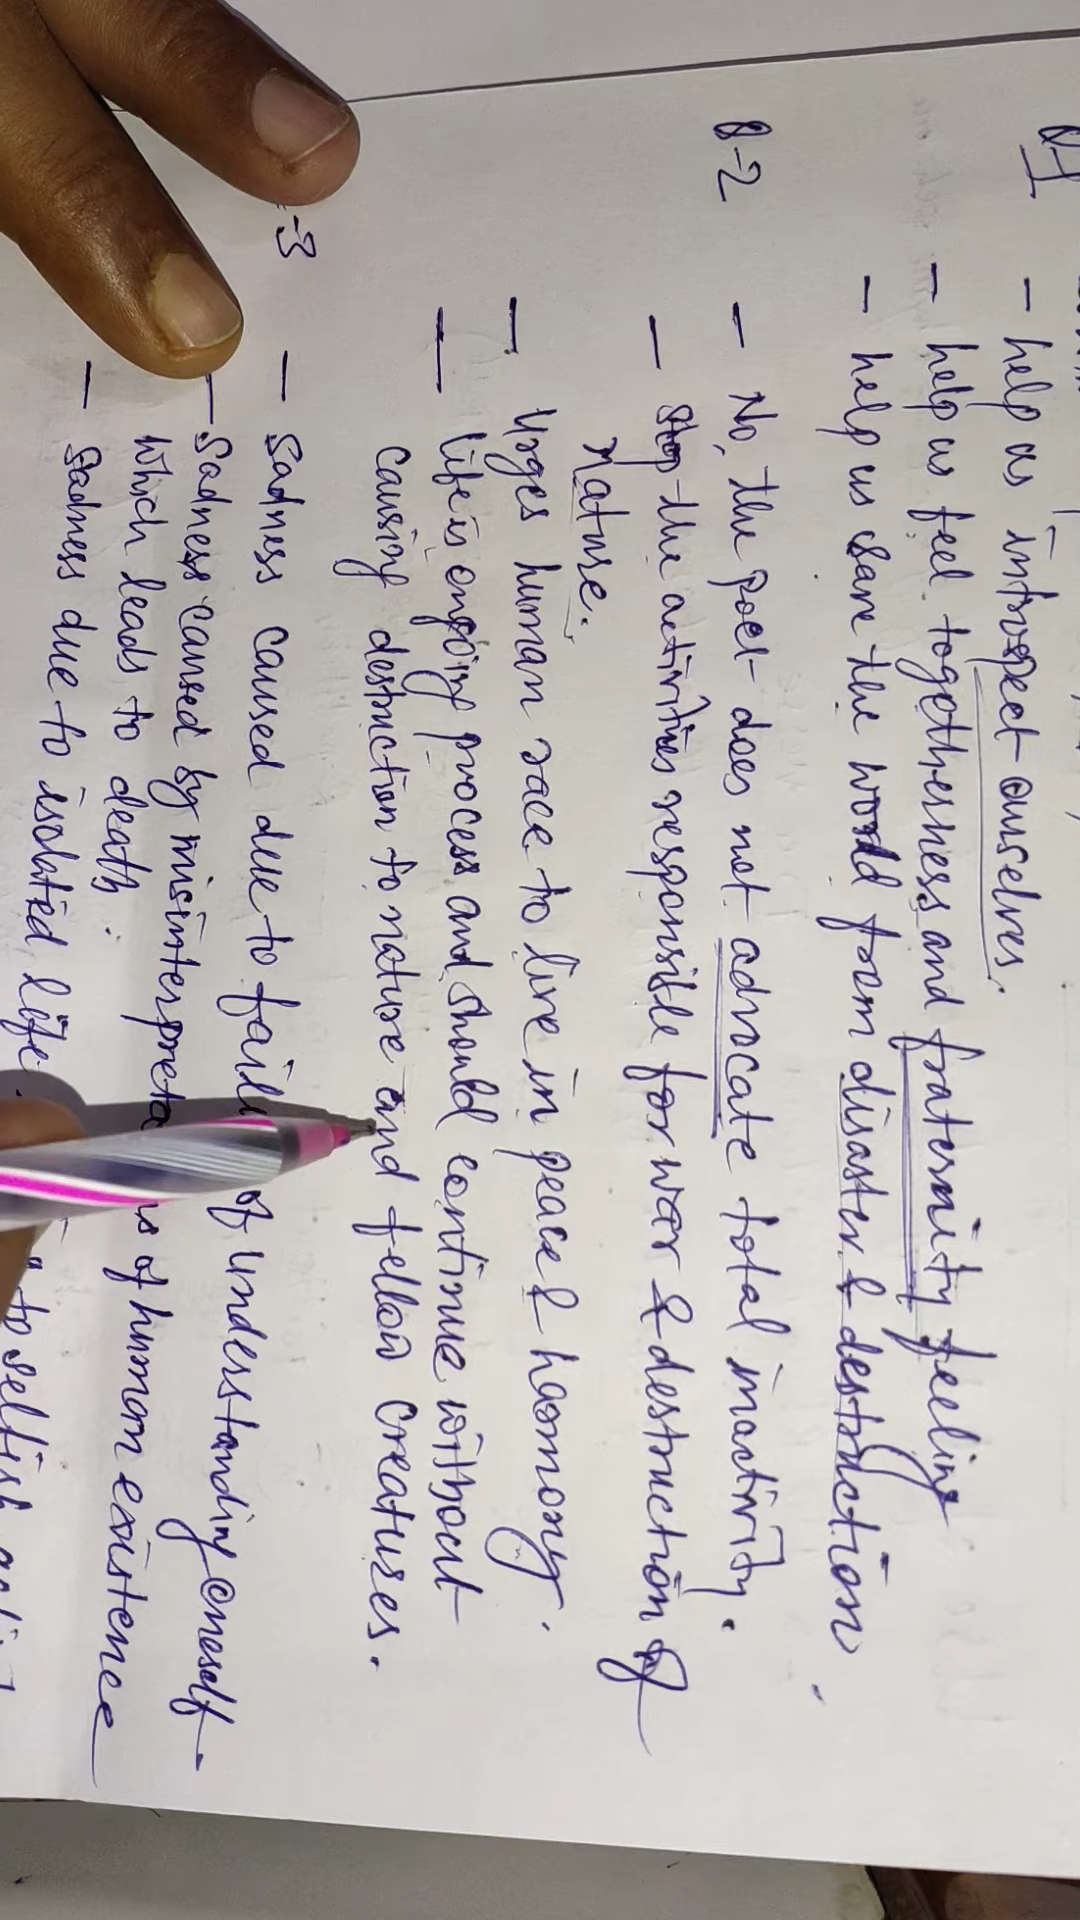 Q1
- help us introspect ourselves.
- help us feel togetherness and fraternity feeling
- help us save the world from disaster & destruction
Q-2 - No, the poet does not advocate total inactivity.
- Stop the activities responsible for war & destruction of
nature.
- Urges human race to live in peace & harmony.
- Life is ongoing process and should continue without
causing destruction to nature and fellow creatures.
-3 - Sadness caused due to of understanding oneself
- Sadness caused by of human existence
which leads to death.
- Sadness due to isolated life.
to selfish